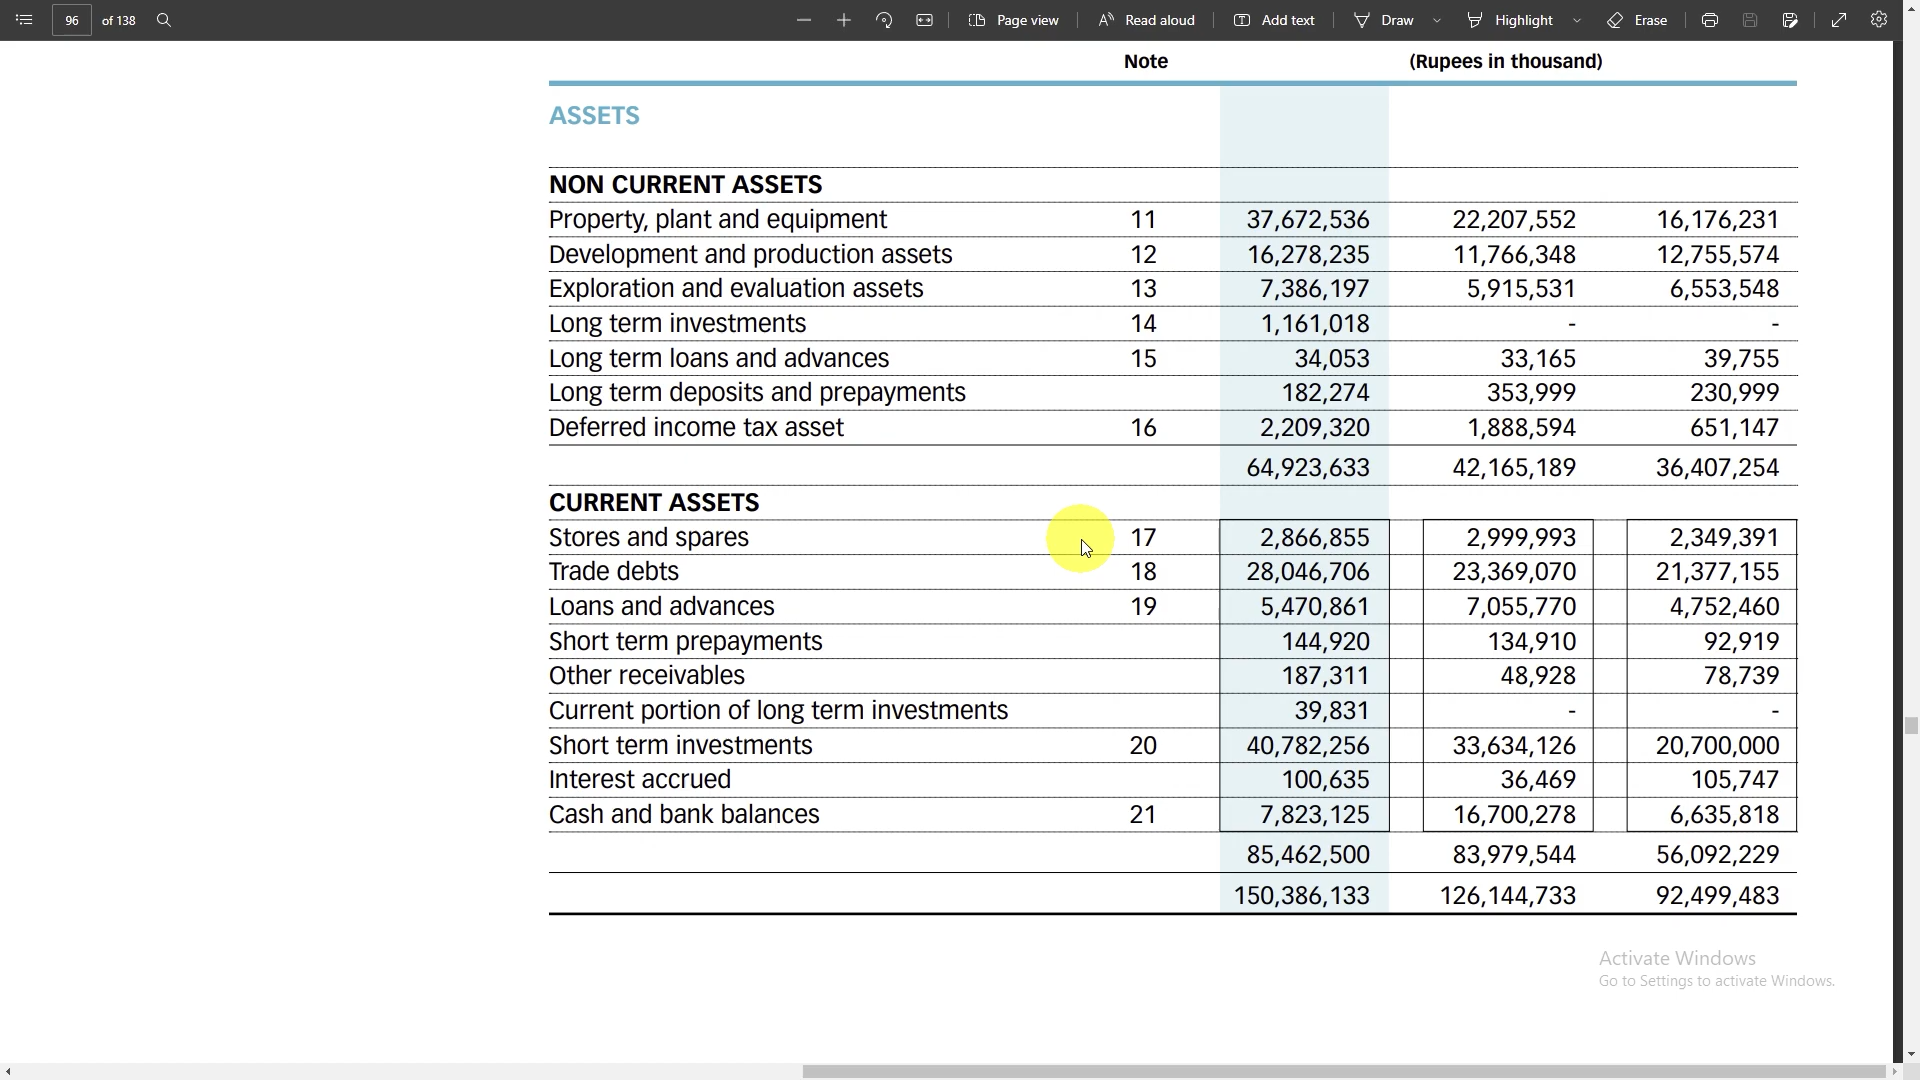 96 of 138 Page view Read aloud Add text Draw Highlight Erase
Note (Rupees in thousand)
ASSETS
NON CURRENT ASSETS
Property, plant and equipment 11 37,672,536 22,207,552 16,176,231
Development and production assets 12 16,278,235 11,766,348 12,755,574
Exploration and evaluation assets 13 7,386,197 5,915,531 6,553,548
Long term investments 14 1,161,018 - -
Long term loans and advances 15 34,053 33,165 39,755
Long term deposits and prepayments 182,274 353,999 230,999
Deferred income tax asset 16 2,209,320 1,888,594 651,147
64,923,633 42,165,189 36,407,254
CURRENT ASSETS
Stores and spares 17 2,866,855 2,999,993 2,349,391
Trade debts 18 28,046,706 23,369,070 21,377,155
Loans and advances 19 5,470,861 7,055,770 4,752,460
Short term prepayments 144,920 134,910 92,919
Other receivables 187,311 48,928 78,739
Current portion of long term investments 39,831 - -
Short term investments 20 40,782,256 33,634,126 20,700,000
Interest accrued 100,635 36,469 105,747
Cash and bank balances 21 7,823,125 16,700,278 6,635,818
85,462,500 83,979,544 56,092,229
150,386,133 126,144,733 92,499,483
Activate Windows
Go to Settings to activate Windows.